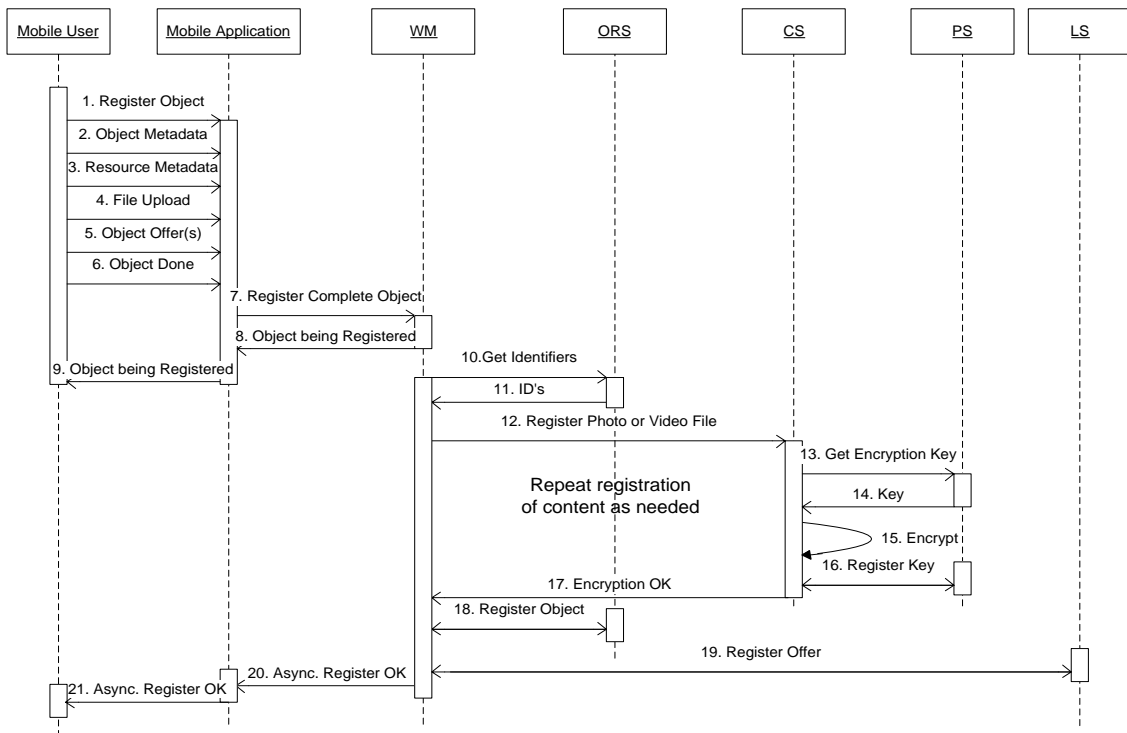 Mobile User
Mobile Application
WM
ORS
CS
PS
LS
1. Register Object
2. Object Metadata
3. Resource Metadata
4. File Upload
5. Object Offer(s)
6. Object Done
7. Register Complete Object
8. Object being Registered
9. Object being Registered
10.Get Identifiers
11. ID's
12. Register Photo or Video File
13. Get Encryption Key
14. Key
Repeat registration
of content as needed
15. Encrypt
16. Register Key
17. Encryption OK
18. Register Object
19. Register Offer
20. Async. Register OK
21. Async. Register OK